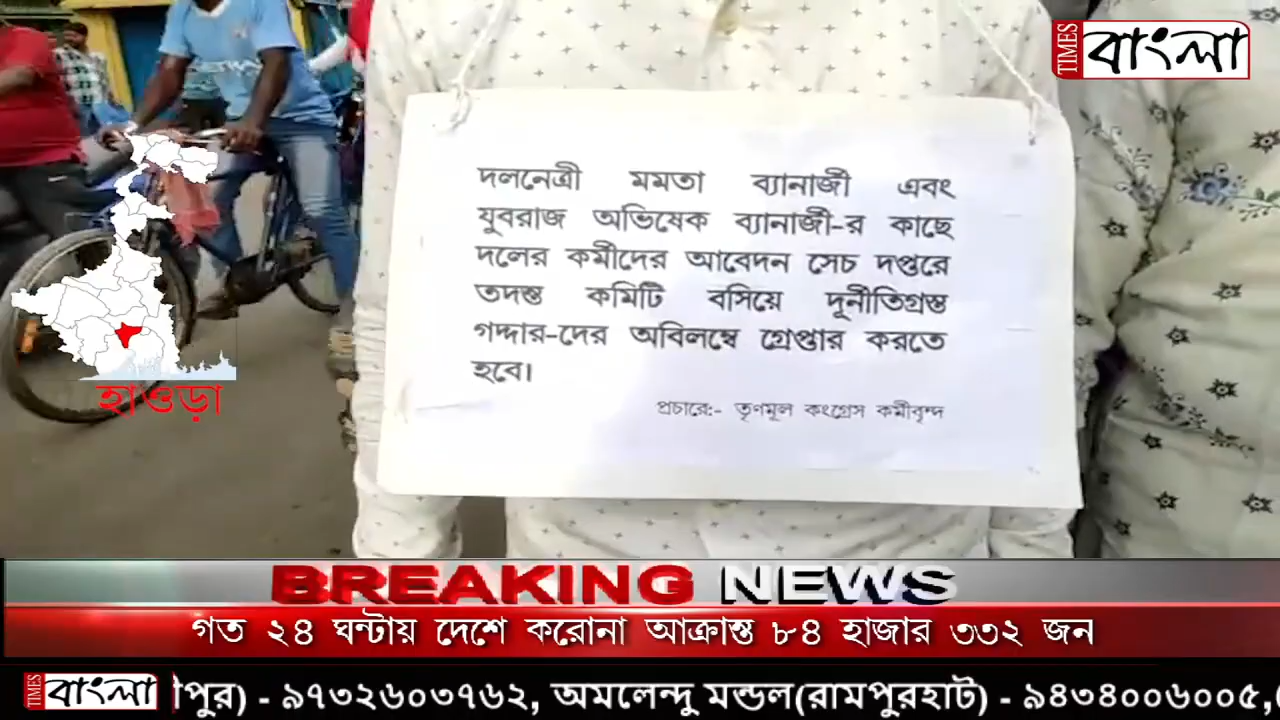 TIMES বাংলা
দলনেত্রী মমতা ব্যানার্জী এবং
যুবরাজ অভিষেক ব্যানার্জী-র কাছে
দলের কর্মীদের আবেদন সেচ দপ্তরে
তদন্ত কমিটি বসিয়ে দূর্নীতিগ্রস্ত
গদ্দার-দের অবিলম্বে গ্রেপ্তার করতে
হবে।
প্রচারে:- তৃণমূল কংগ্রেস কর্মীবৃন্দ
হাওড়া
BREAKING NEWS
গত ২৪ ঘন্টায় দেশে করোনা আক্রান্ত ৮৪ হাজার ৩৩২ জন
TIMES বাংলা পুর) - ৯৭৩২৬০৩৭৬২, অমলেন্দু মন্ডল(রামপুরহাট) - ৯৪৩৪০০৬০০৫,